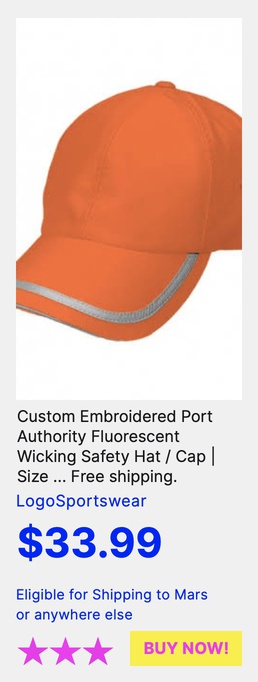 Custom Embroidered Port
Authority Fluorescent
Wicking Safety Hat / Cap |
Size ... Free shipping.
LogoSportswear
$33.99
Eligible for Shipping to Mars
or anywhere else
BUY NOW!